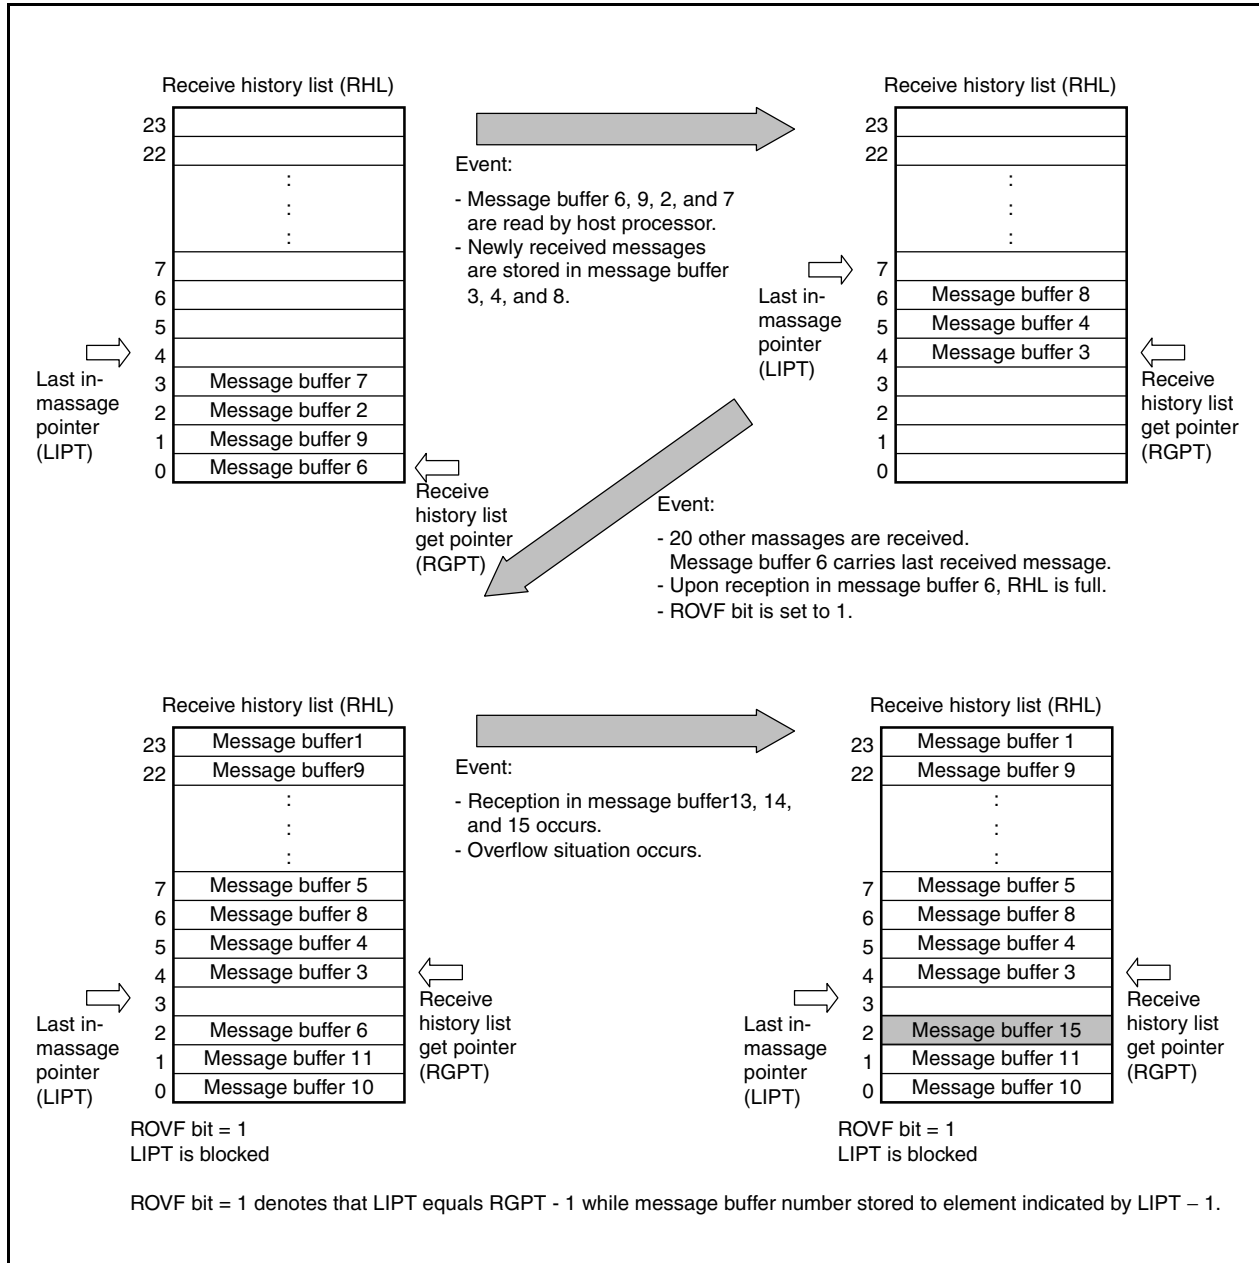 Receive history list (RHL)
23
22
:
:
:
7
6
5
4
3 Message buffer 7
2 Message buffer 2
1 Message buffer 9
0 Message buffer 6
Last in-
massage
pointer
(LIPT)
Receive
history list
get pointer
(RGPT)
Event:
- Message buffer 6, 9, 2, and 7
are read by host processor.
- Newly received messages
are stored in message buffer
3, 4, and 8.
Receive history list (RHL)
23
22
:
:
:
7
6 Message buffer 8
5 Message buffer 4
4 Message buffer 3
3
2
1
0
Last in-
massage
pointer
(LIPT)
Receive
history list
get pointer
(RGPT)
Event:
- 20 other massages are received.
Message buffer 6 carries last received message.
- Upon reception in message buffer 6, RHL is full.
- ROVF bit is set to 1.
Receive history list (RHL)
23 Message buffer1
22 Message buffer9
:
:
:
7 Message buffer 5
6 Message buffer 8
5 Message buffer 4
4 Message buffer 3
3
2 Message buffer 6
1 Message buffer 11
0 Message buffer 10
Last in-
massage
pointer
(LIPT)
Receive
history list
get pointer
(RGPT)
ROVF bit = 1
LIPT is blocked
Event:
- Reception in message buffer13, 14,
and 15 occurs.
- Overflow situation occurs.
Receive history list (RHL)
23 Message buffer 1
22 Message buffer 9
:
:
:
7 Message buffer 5
6 Message buffer 8
5 Message buffer 4
4 Message buffer 3
3
2 Message buffer 15
1 Message buffer 11
0 Message buffer 10
Last in-
massage
pointer
(LIPT)
Receive
history list
get pointer
(RGPT)
ROVF bit = 1
LIPT is blocked
ROVF bit = 1 denotes that LIPT equals RGPT - 1 while message buffer number stored to element indicated by LIPT – 1.